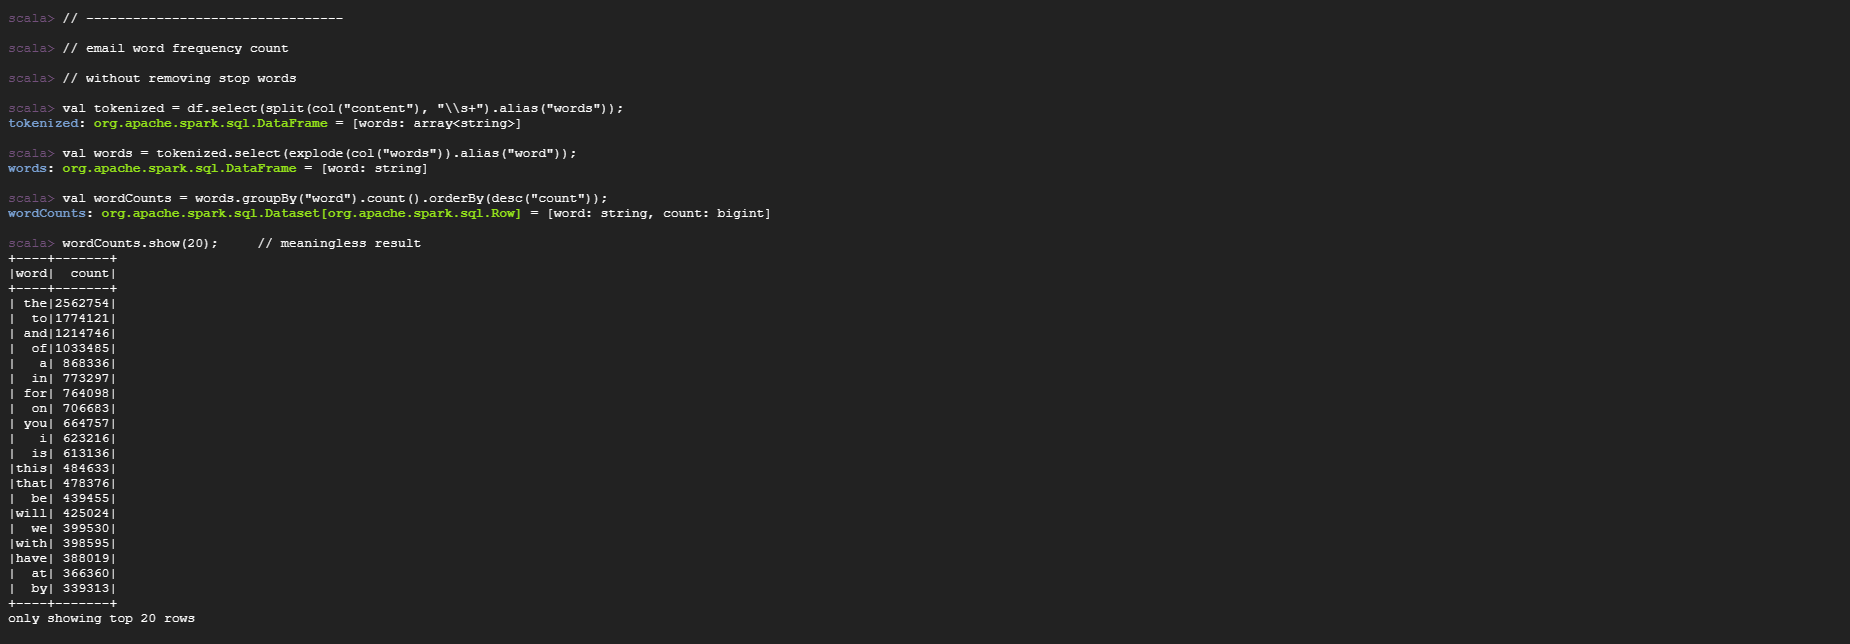 scala> // ---------------------------------
scala> // email word frequency count
scala> // without removing stop words
scala> val tokenized = df.select(split(col("content"), "\\s+").alias("words"));
tokenized: org.apache.spark.sql.DataFrame = [words: array<string>]
scala> val words = tokenized.select(explode(col("words")).alias("word"));
words: org.apache.spark.sql.DataFrame = [word: string]
scala> val wordCounts = words.groupBy("word").count().orderBy(desc("count"));
wordCounts: org.apache.spark.sql.Dataset[org.apache.spark.sql.Row] = [word: string, count: bigint]
scala> wordCounts.show(20);     // meaningless result
+----+-------+
|word|  count|
+----+-------+
| the|2562754|
|  to|1774121|
| and|1214746|
|  of|1033485|
|   a| 868336|
|  in| 773297|
| for| 764098|
|  on| 706683|
| you| 664757|
|   i| 623216|
|  is| 613136|
|this| 484633|
|that| 478376|
|  be| 439455|
|will| 425024|
|  we| 399530|
|with| 398595|
|have| 388019|
|  at| 366360|
|  by| 339313|
+----+-------+
only showing top 20 rows